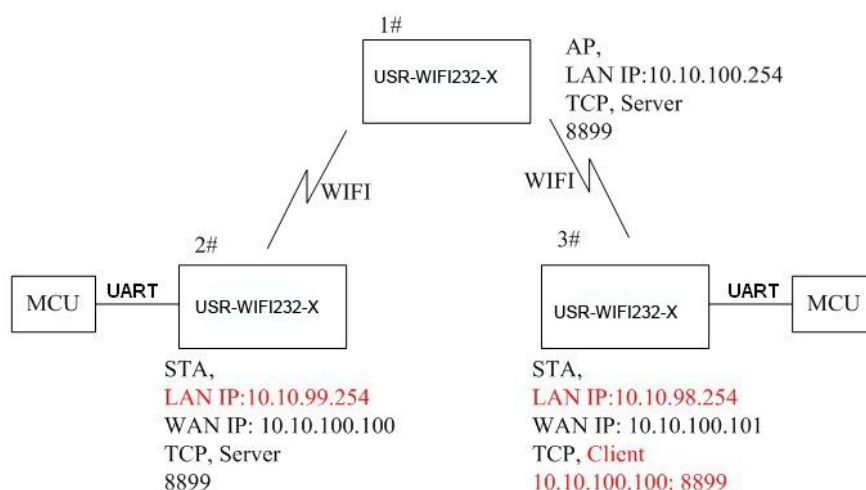 1#
USR-WIFI232-X
AP,
LAN IP:10.10.100.254
TCP, Server
8899
WIFI
WIFI
2#
3#
MCU
UART
USR-WIFI232-X
USR-WIFI232-X
UART
MCU
STA,
LAN IP:10.10.99.254
WAN IP: 10.10.100.100
TCP, Server
8899
STA,
LAN IP:10.10.98.254
WAN IP: 10.10.100.101
TCP, Client
10.10.100.100: 8899